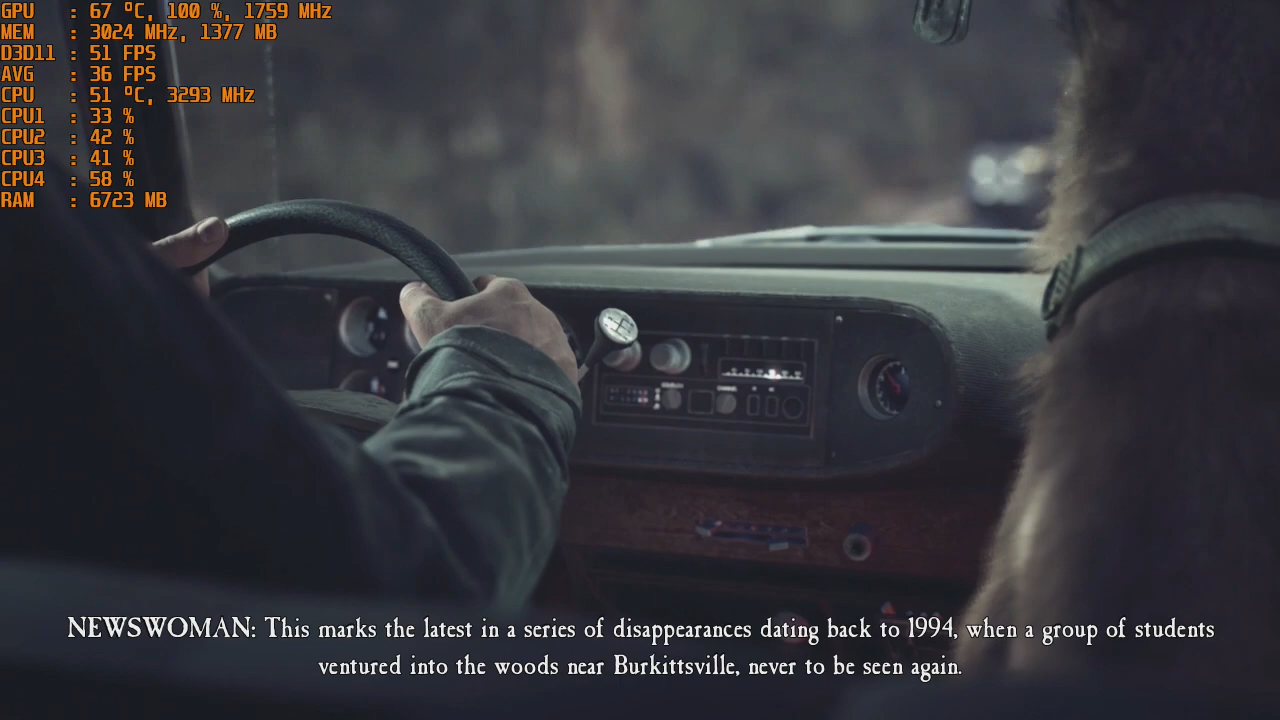 GPU : 67 ºC, 100 %, 1759 MHz
MEM : 3024 MHz, 1377 MB
D3D11 : 51 FPS
AVG : 36 FPS
CPU : 51 ºC, 3293 MHz
CPU1 : 33 %
CPU2 : 42 %
CPU3 : 41 %
CPU4 : 58 %
RAM : 6723 MB
NEWSWOMAN: This marks the latest in a series of disappearances dating back to 1994, when a group of students
ventured into the woods near Burkittsville, never to be seen again.